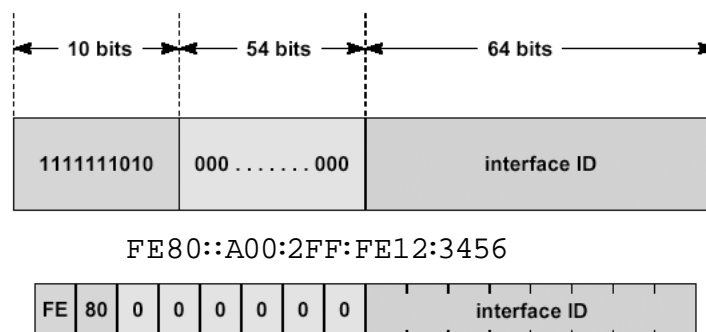 10 bits 54 bits 64 bits
1111111010 000 . . . . . . . 000 interface ID
FE80::A00:2FF:FE12:3456
FE 80 0 0 0 0 0 0 interface ID